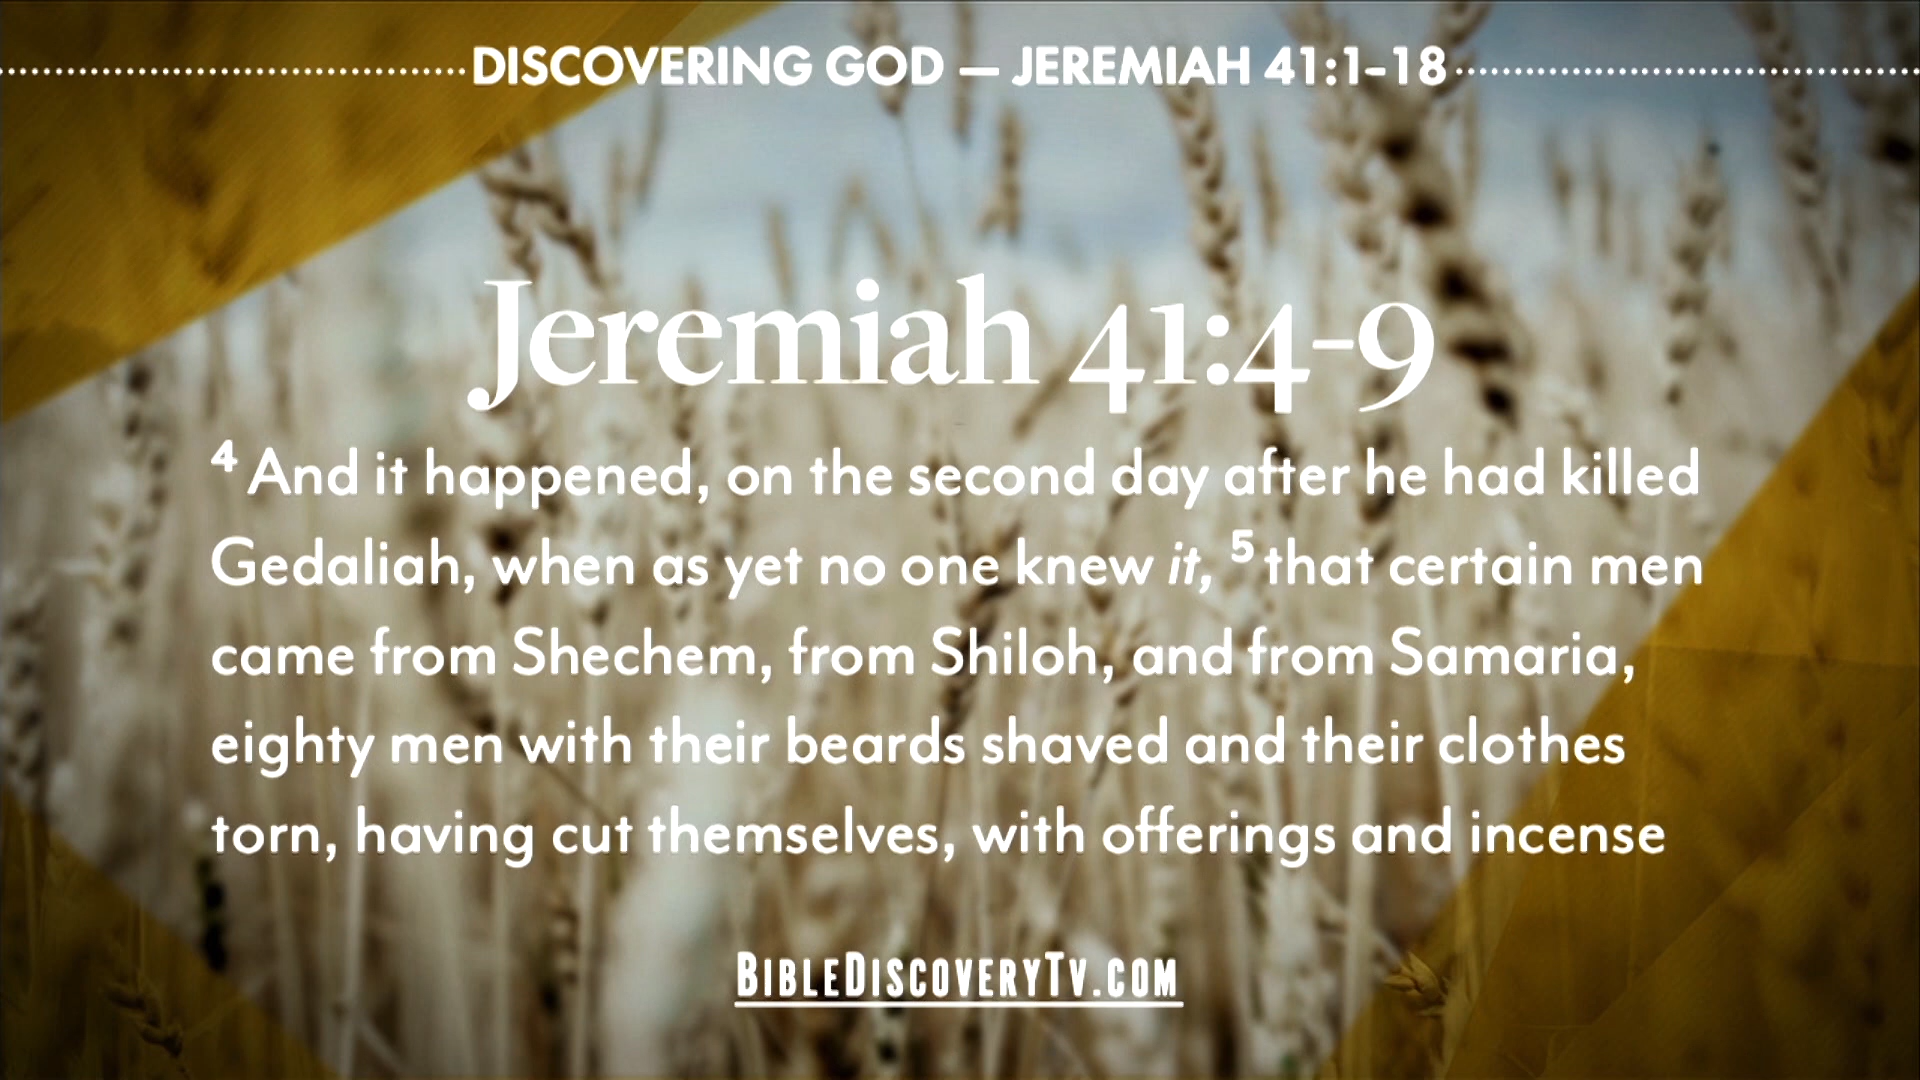 DISCOVERING GOD — JEREMIAH 41:1-18
Jeremiah 41:4-9
4 And it happened, on the second day after he had killed
Gedaliah, when as yet no one knew it, 5 that certain men
came from Shechem, from Shiloh, and from Samaria,
eighty men with their beards shaved and their clothes
torn, having cut themselves, with offerings and incense
BIBLEDISCOVERYTV.COM